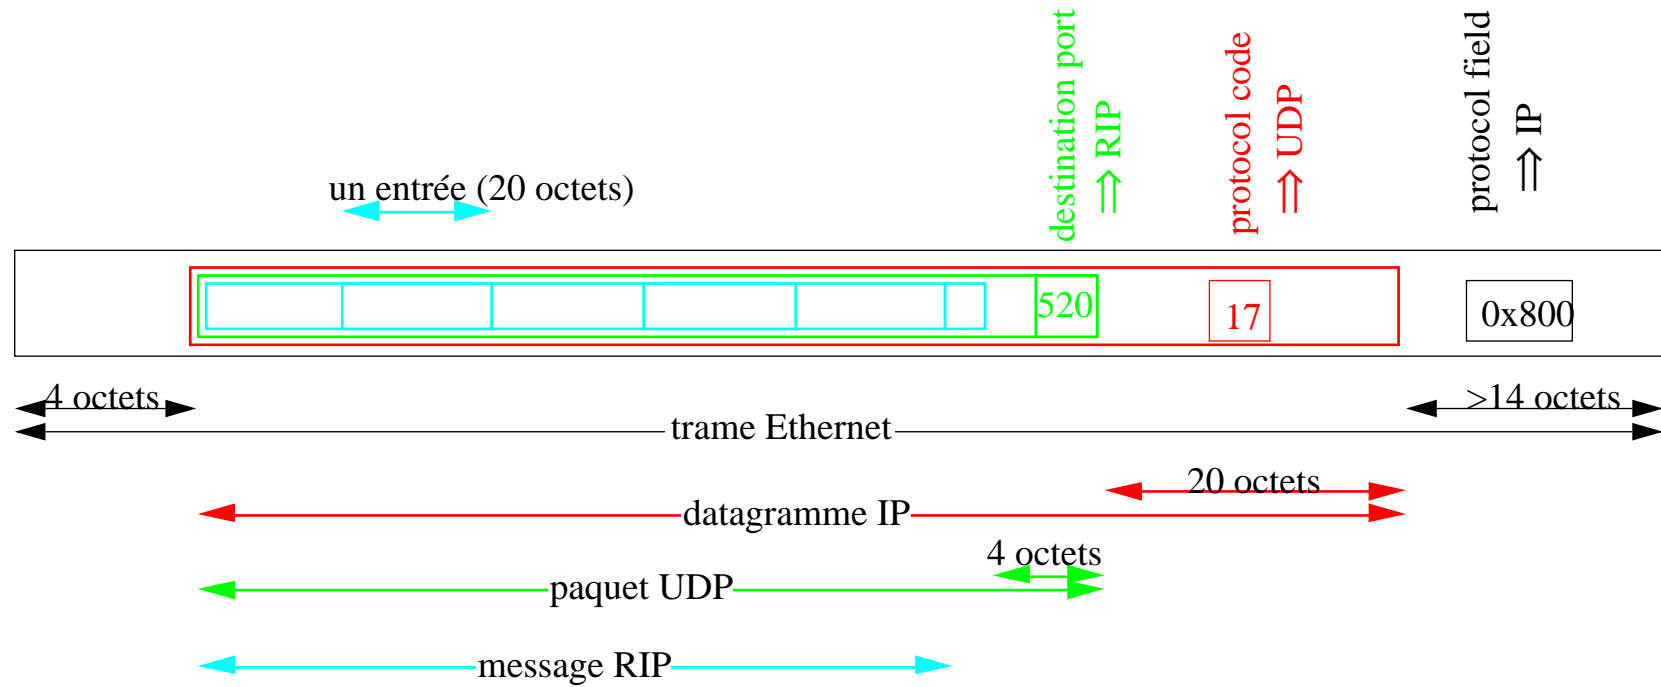 destination port
⇒ RIP
protocol code
⇒ UDP
protocol field
⇒ IP
un entrée (20 octets)
520
17
0x800
4 octets
>14 octets
trame Ethernet
20 octets
datagramme IP
4 octets
paquet UDP
message RIP